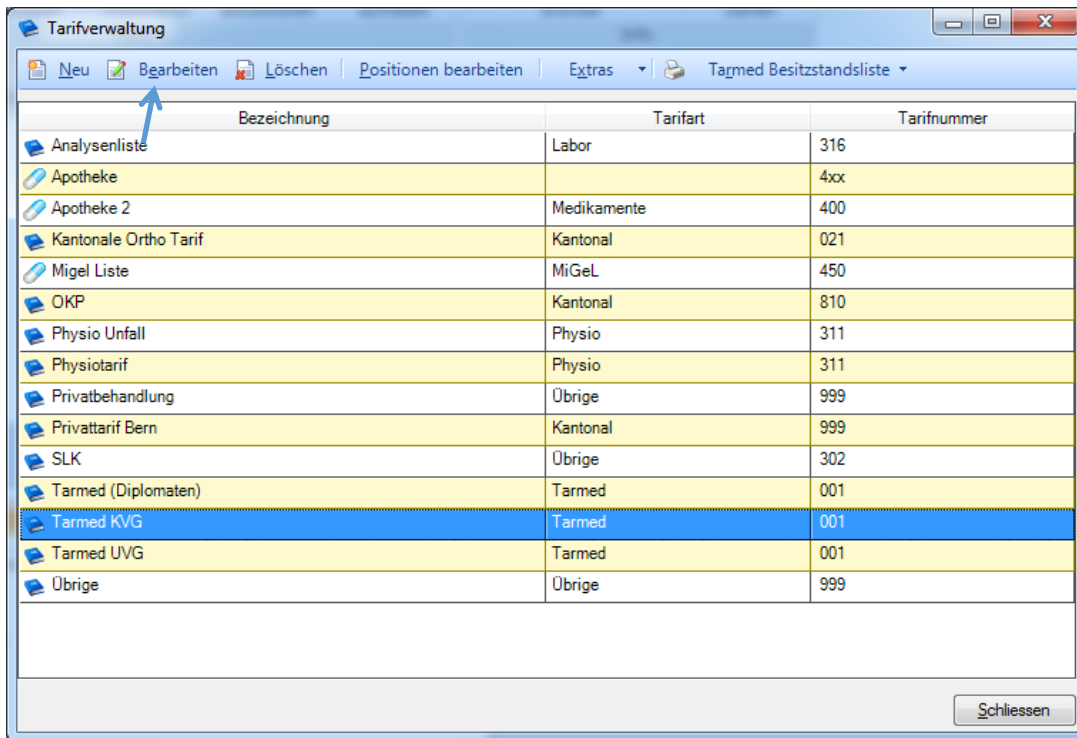 Tarifverwaltung
Neu Bearbeiten Löschen Positionen bearbeiten Extras Tarmed Besitzstandsliste
Bezeichnung Tarifart Tarifnummer
Analysenliste Labor 316
Apotheke 4xx
Apotheke 2 Medikamente 400
Kantonale Ortho Tarif Kantonal 021
Migel Liste MiGeL 450
OKP Kantonal 810
Physio Unfall Physio 311
Physiotarif Physio 311
Privatbehandlung Übrige 999
Privattarif Bern Kantonal 999
SLK Übrige 302
Tarmed (Diplomaten) Tarmed 001
Tarmed KVG Tarmed 001
Tarmed UVG Tarmed 001
Übrige Übrige 999
Schliessen